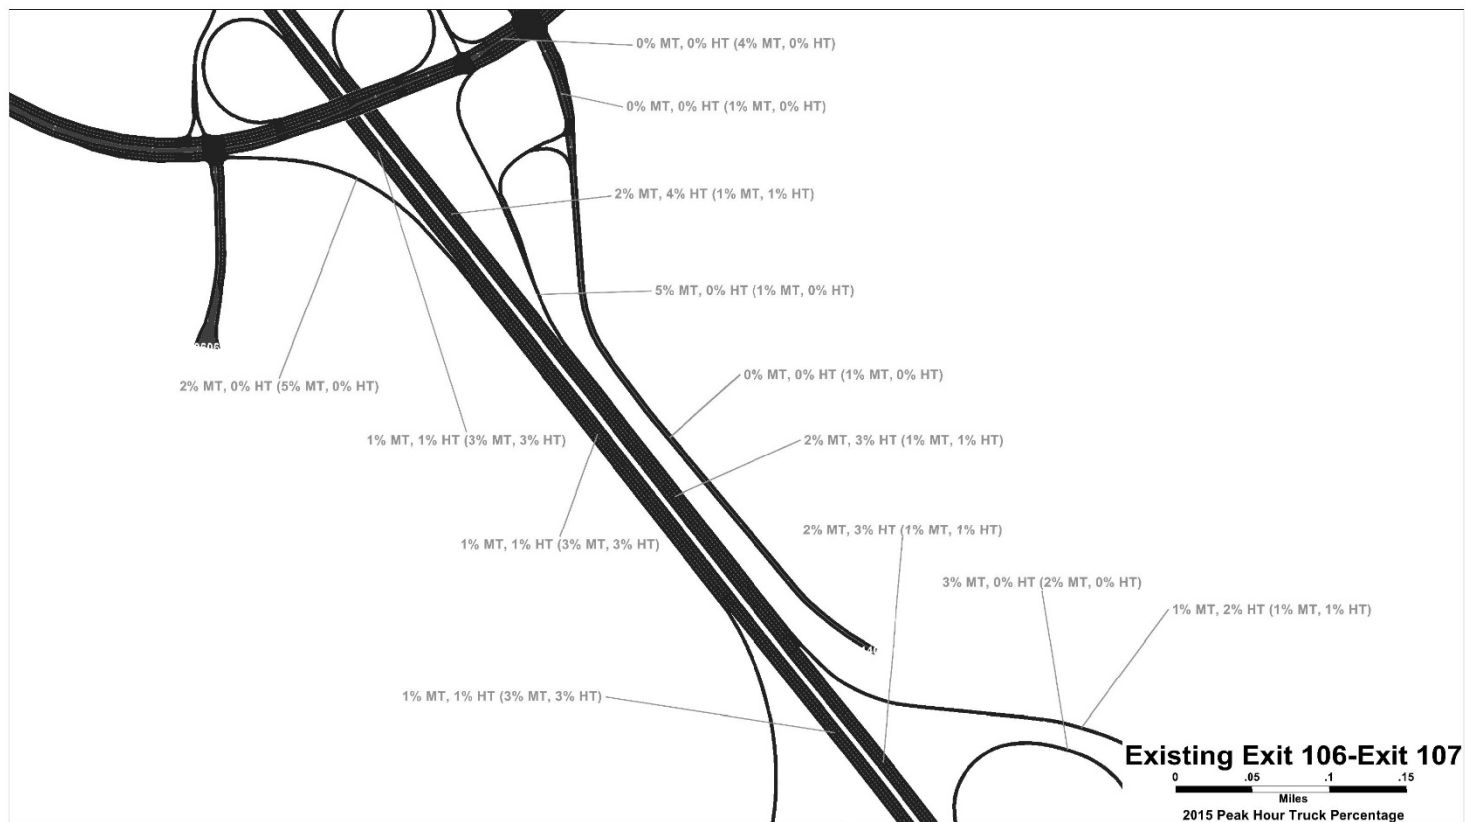 0% MT, 0% HT (4% MT, 0% HT)
0% MT, 0% HT (1% MT, 0% HT)
2% MT, 4% HT (1% MT, 1% HT)
5% MT, 0% HT (1% MT, 0% HT)
2% MT, 0% HT (5% MT, 0% HT)
0% MT, 0% HT (1% MT, 0% HT)
1% MT, 1% HT (3% MT, 3% HT)
2% MT, 3% HT (1% MT, 1% HT)
1% MT, 1% HT (3% MT, 3% HT)
2% MT, 3% HT (1% MT, 1% HT)
3% MT, 0% HT (2% MT, 0% HT)
1% MT, 2% HT (1% MT, 1% HT)
1% MT, 1% HT (3% MT, 3% HT)
Existing Exit 106-Exit 107
0 .05 .1 .15
Miles
2015 Peak Hour Truck Percentage